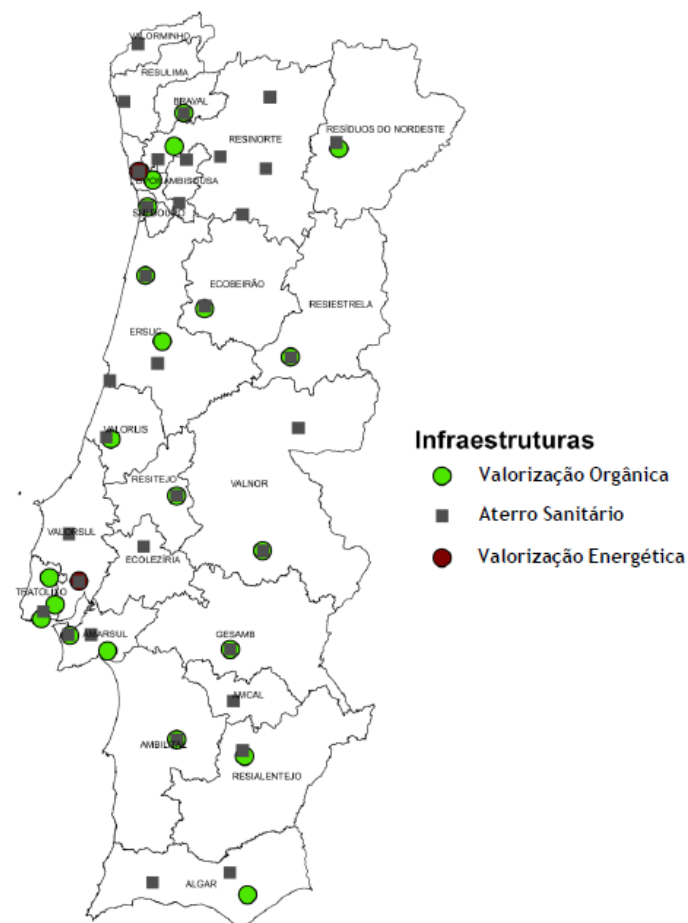 VALORMINHO
RESULIMA
BRAVAL
RESINORTE
RESÍDUOS DO NORDESTE
AMBISOUSA
ECOBEIRÃO
RESIESTRELA
ERSUC
VALORLIS
Infraestruturas
Valorização Orgânica
RESITEJO
VALNOR
Aterro Sanitário
VALORSUL
ECOLEZÍRIA
Valorização Energética
TRATOLIXO
AMARSUL
GESAMB
AMCAL
AMBILITAL
RESIALENTEJO
ALGAR